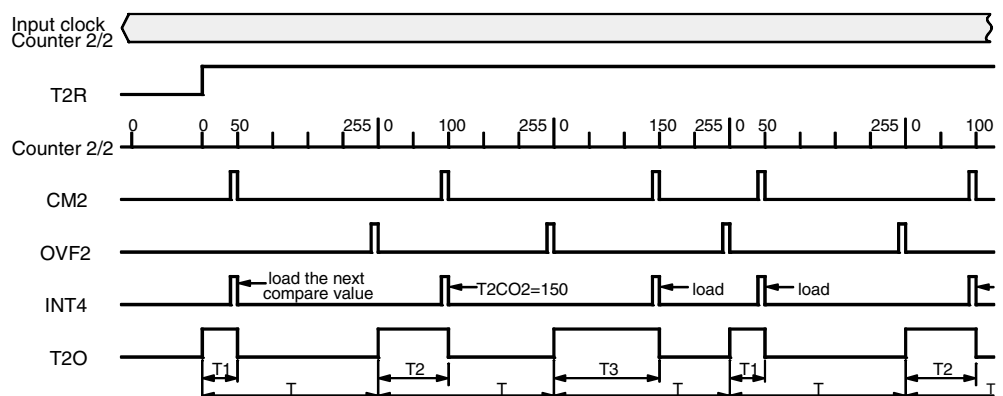 Input clock
Counter 2/2
T2R
0 0 50 255 0 100 255 0 150 255 0 50 255 0 100
Counter 2/2
CM2
OVF2
INT4
load the next
compare value
T2CO2=150
load
load
T2O
T1 T2 T3 T1 T2
T T T T T